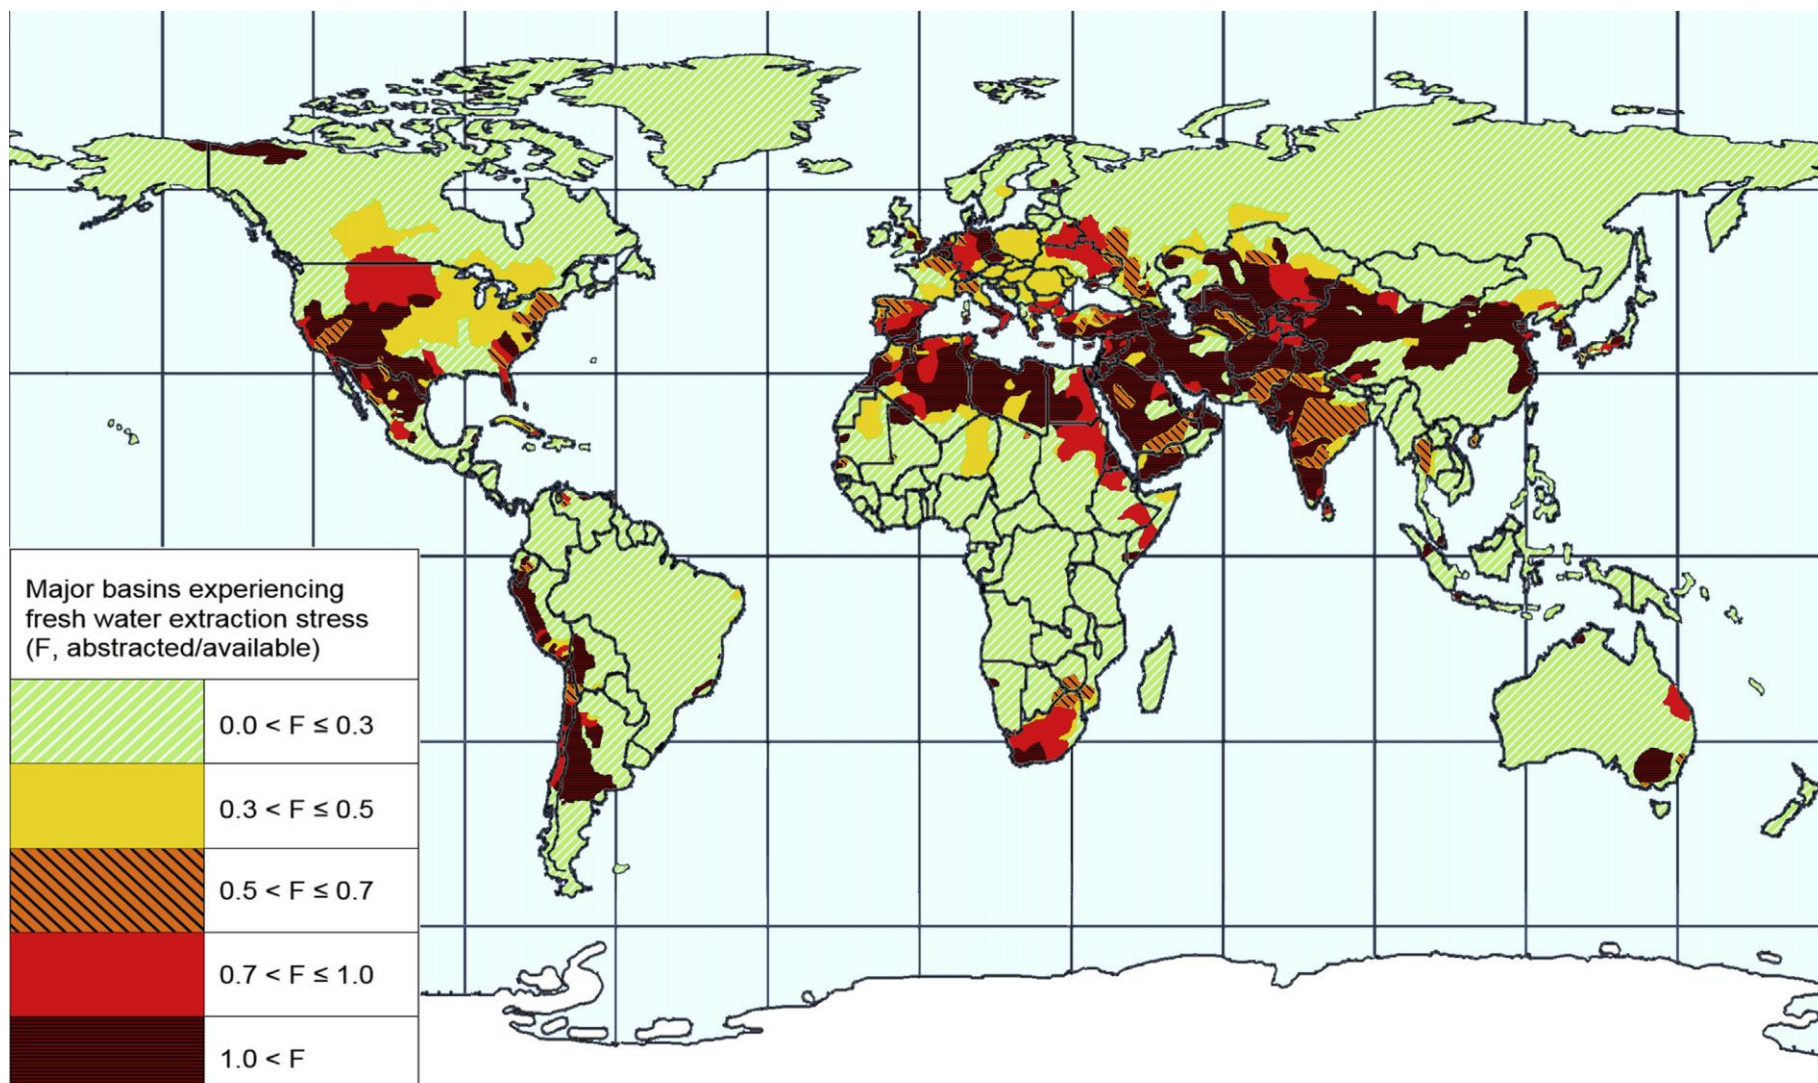 Major basins experiencing
fresh water extraction stress
(F, abstracted/available)
0.0 < F ≤ 0.3
0.3 < F ≤ 0.5
0.5 < F ≤ 0.7
0.7 < F ≤ 1.0
1.0 < F